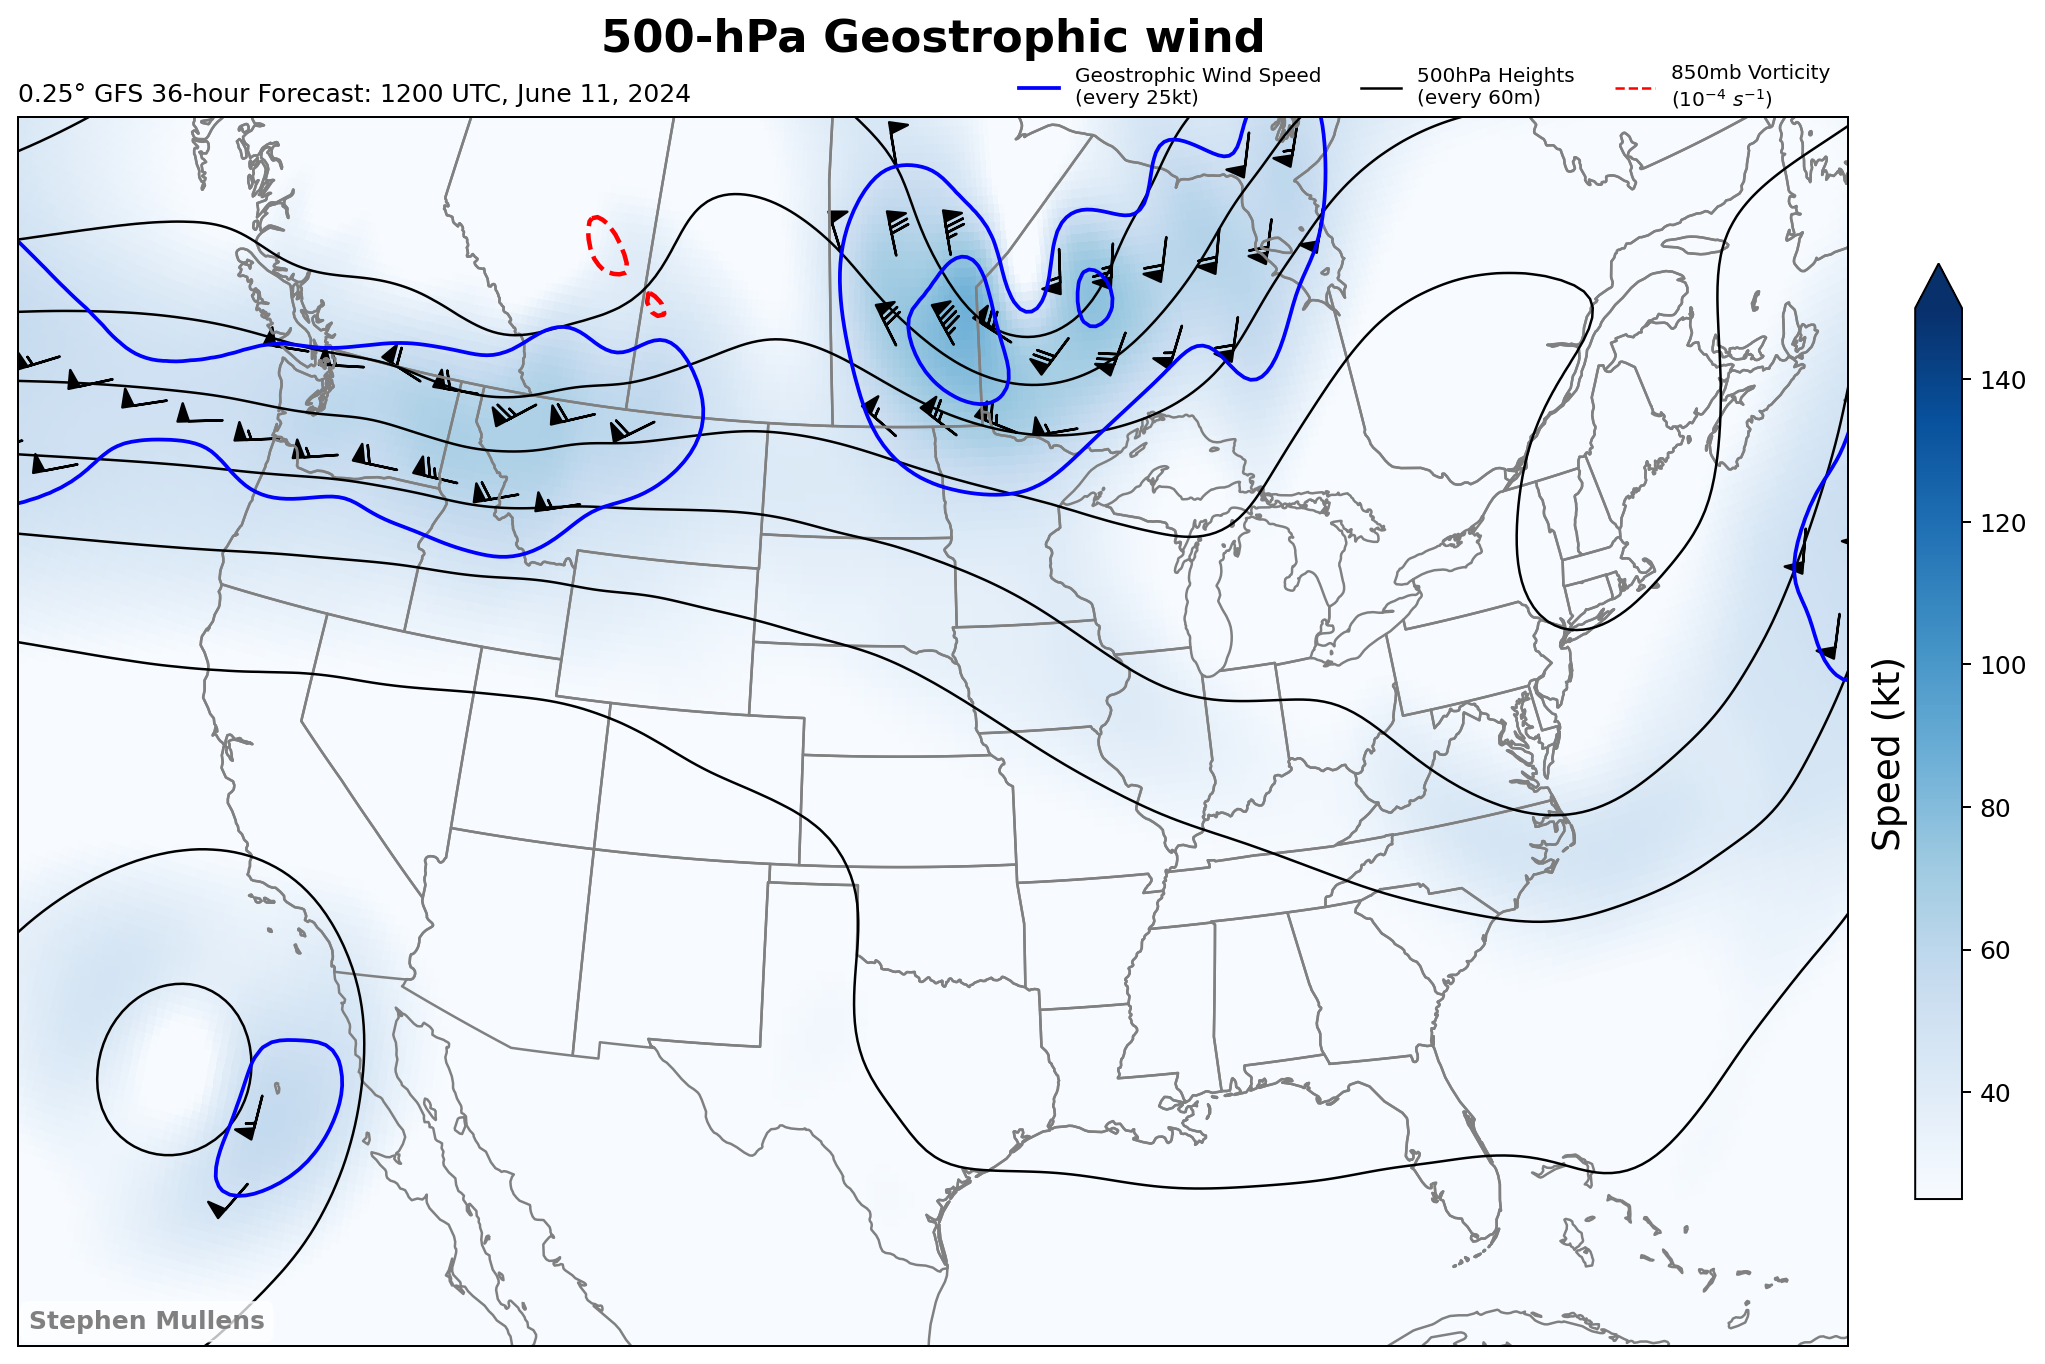 500-hPa Geostrophic wind
0.25° GFS 36-hour Forecast: 1200 UTC, June 11, 2024
Geostrophic Wind Speed
(every 25kt)
500hPa Heights
(every 60m)
850mb Vorticity
(10⁻⁴ s⁻¹)
140
120
100
80
60
40
Speed (kt)
Stephen Mullens